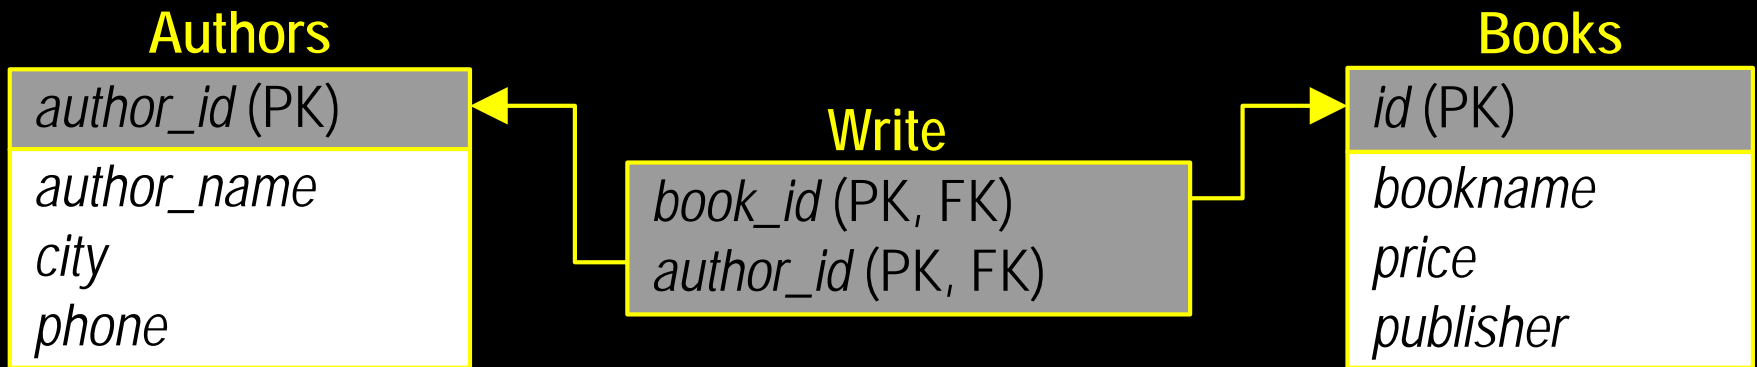 Authors
author_id (PK)
author_name
city
phone
Write
book_id (PK, FK)
author_id (PK, FK)
Books
id (PK)
bookname
price
publisher